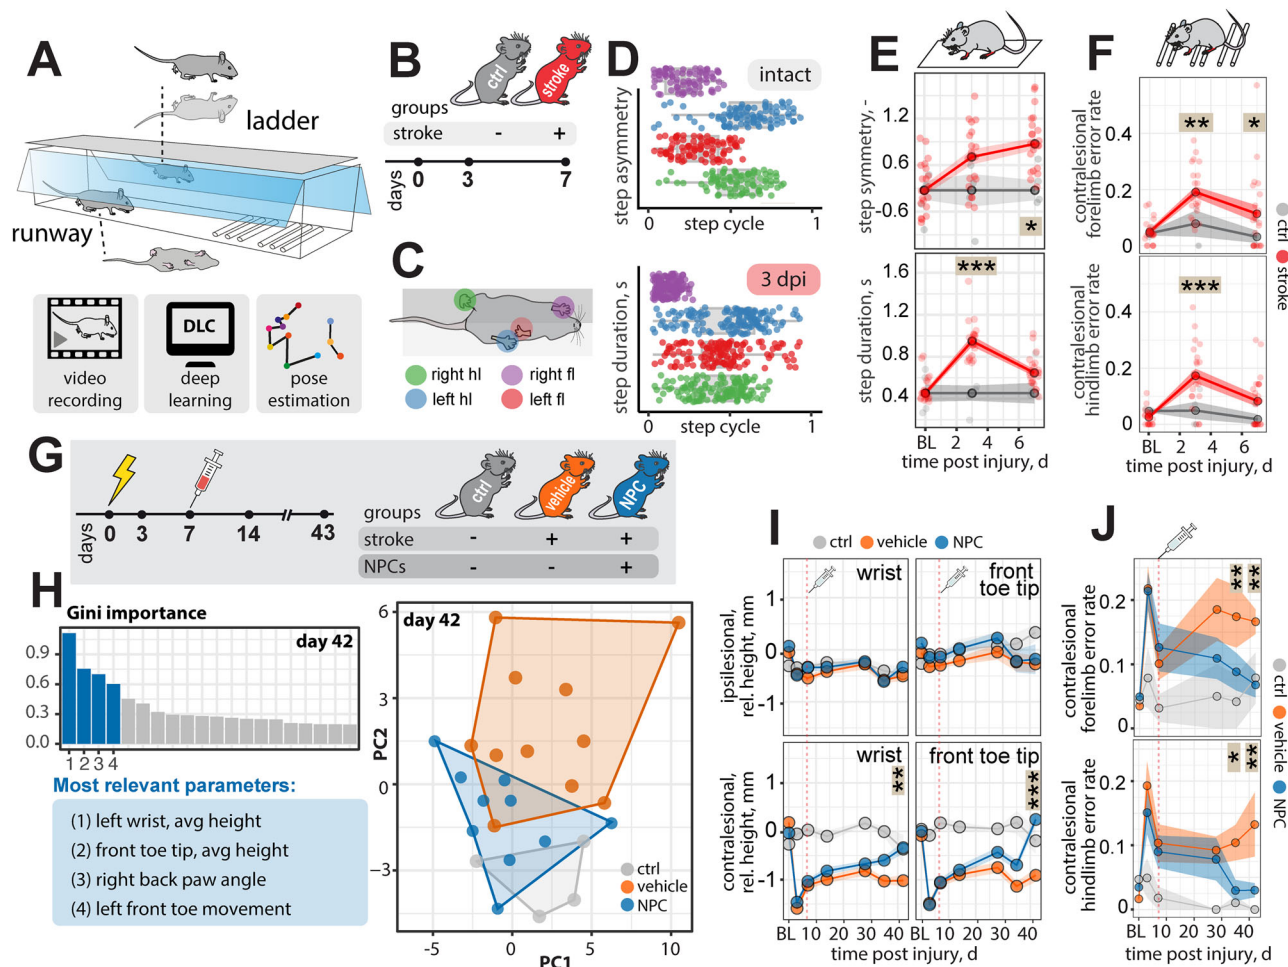 A
ladder
runway
video recording
DLC
deep learning
pose estimation
B
ctrl
stroke
groups
stroke - +
days
0 3 7
C
right hl
right fl
left hl
left fl
D
intact
step asymmetry
0 1
step cycle
3 dpi
step duration, s
0 1
step cycle
E
step symmetry, -
1.2
0.6
-0.6
*
step duration, s
1.6
1.2
0.8
0.4
***
BL 2 4 6
time post injury, d
F
contralesional
forelimb error rate
0.4
0.2
0
**
*
contralesional
hindlimb error rate
0.4
0.2
0
***
BL 2 4 6
time post injury, d
ctrl
stroke
G
days
0 3 7 14 43
ctrl
vehicle
NPC
groups
stroke - + +
NPCs - - +
H
Gini importance
day 42
0.9
0.6
0.3
0.0
1 2 3 4
Most relevant parameters:
(1) left wrist, avg height
(2) front toe tip, avg height
(3) right back paw angle
(4) left front toe movement
day 42
PC2
6
3
0
-3
ctrl
vehicle
NPC
-5 0 5 10
PC1
I
ctrl vehicle NPC
wrist
front
toe tip
ipsilesional,
rel. height, mm
1
0
-1
wrist
front toe tip
contralesional,
rel. height, mm
1
0
-1
**
***
BL 10 20 30 40
BL 10 20 30 40
time post injury, d
J
contralesional
forelimb error rate
0.2
0.1
0
**
**
contralesional
hindlimb error rate
0.2
0.1
0
*
**
BL 10 20 30 40
time post injury, d
ctrl
vehicle
NPC